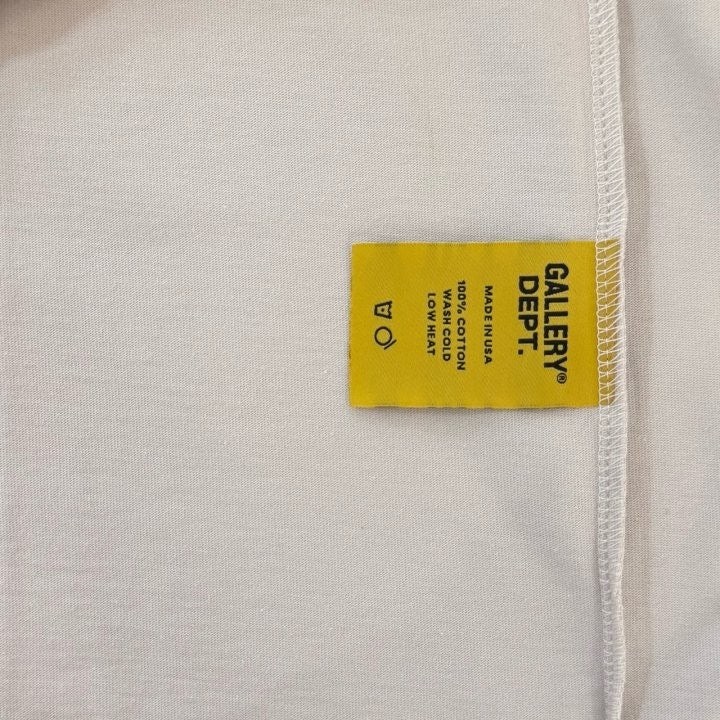 GALLERY®
DEPT.
MADE IN USA
100% COTTON
WASH COLD
LOW HEAT